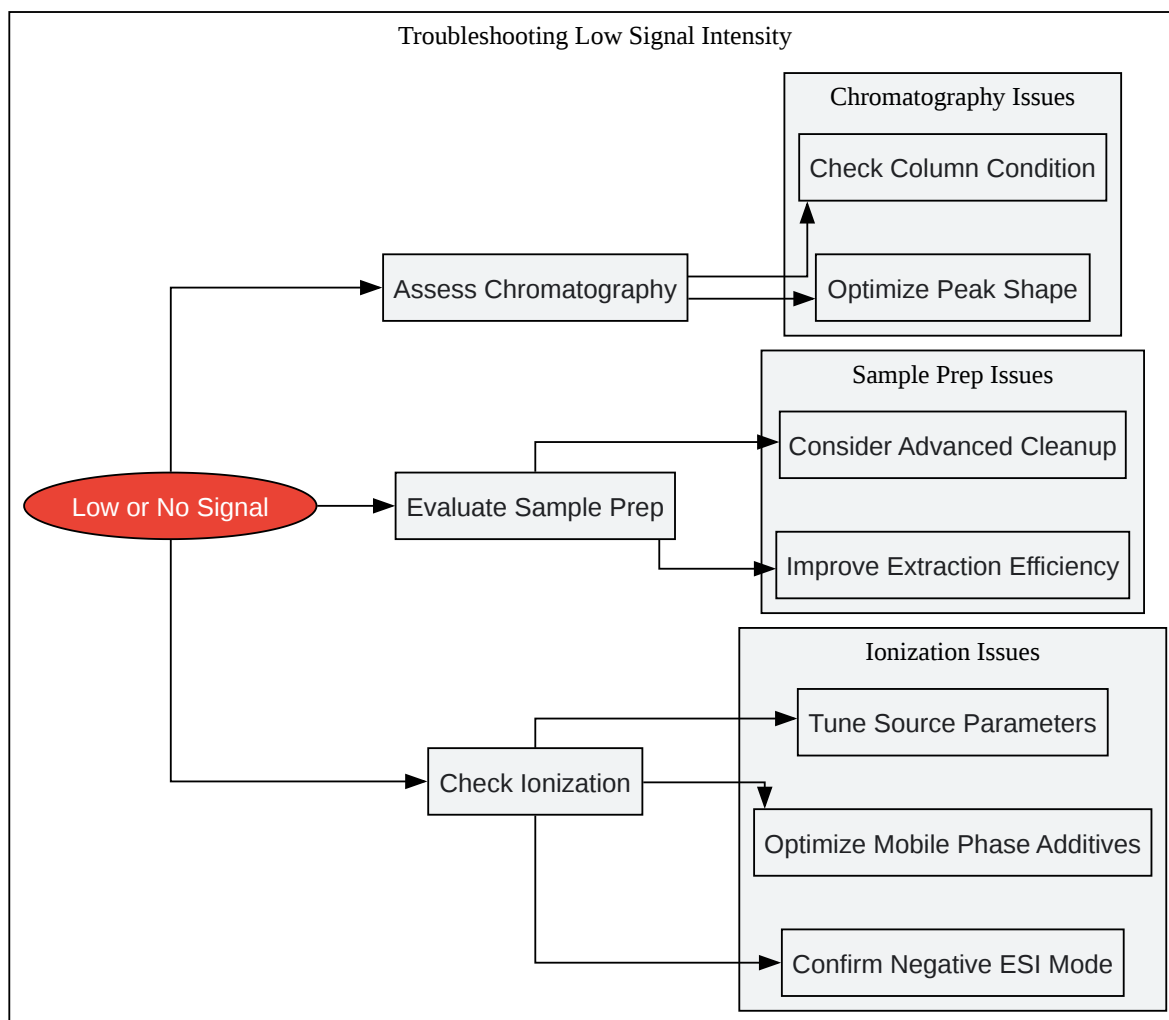 Troubleshooting Low Signal Intensity
Chromatography Issues
Check Column Condition
Assess Chromatography
Optimize Peak Shape
Sample Prep Issues
Consider Advanced Cleanup
Low or No Signal
Evaluate Sample Prep
Improve Extraction Efficiency
Ionization Issues
Tune Source Parameters
Check Ionization
Optimize Mobile Phase Additives
Confirm Negative ESI Mode